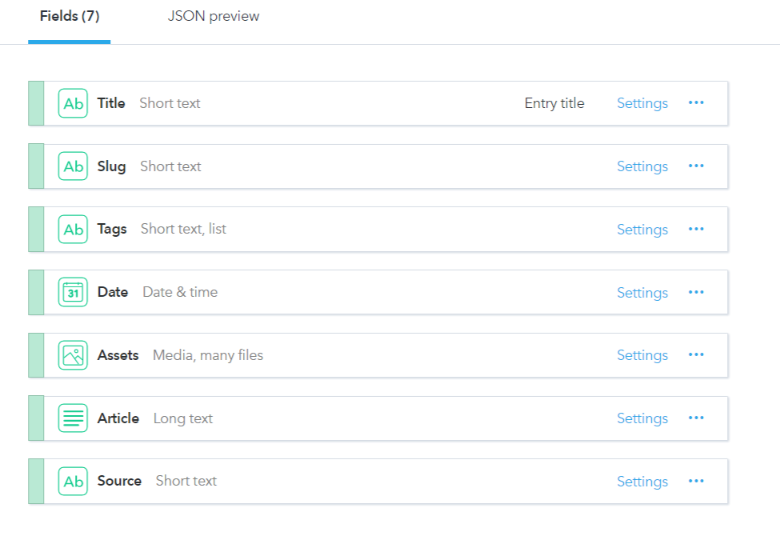 Fields (7) JSON preview
Ab Title Short text Entry title Settings ...
Ab Slug Short text Settings ...
Ab Tags Short text, list Settings ...
31 Date Date & time Settings ...
Assets Media, many files Settings ...
Article Long text Settings ...
Ab Source Short text Settings ...